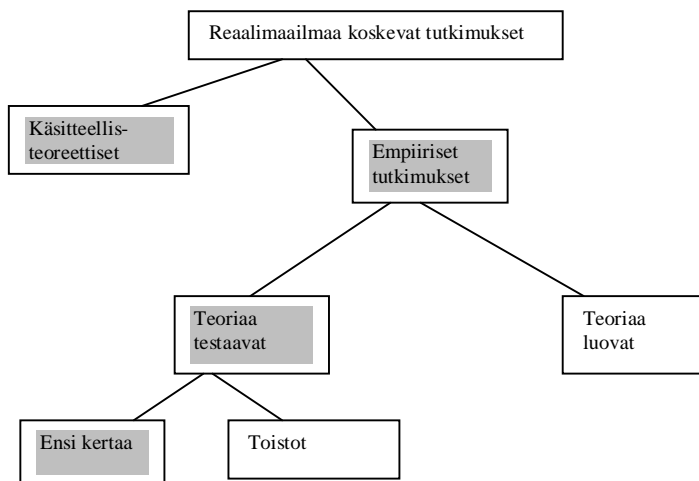 Reaalimaailmaa koskevat tutkimukset
Käsitteellis-
teoreettiset
Empiiriset
tutkimukset
Teoriaa
testaavat
Teoriaa
luovat
Ensi kertaa
Toistot